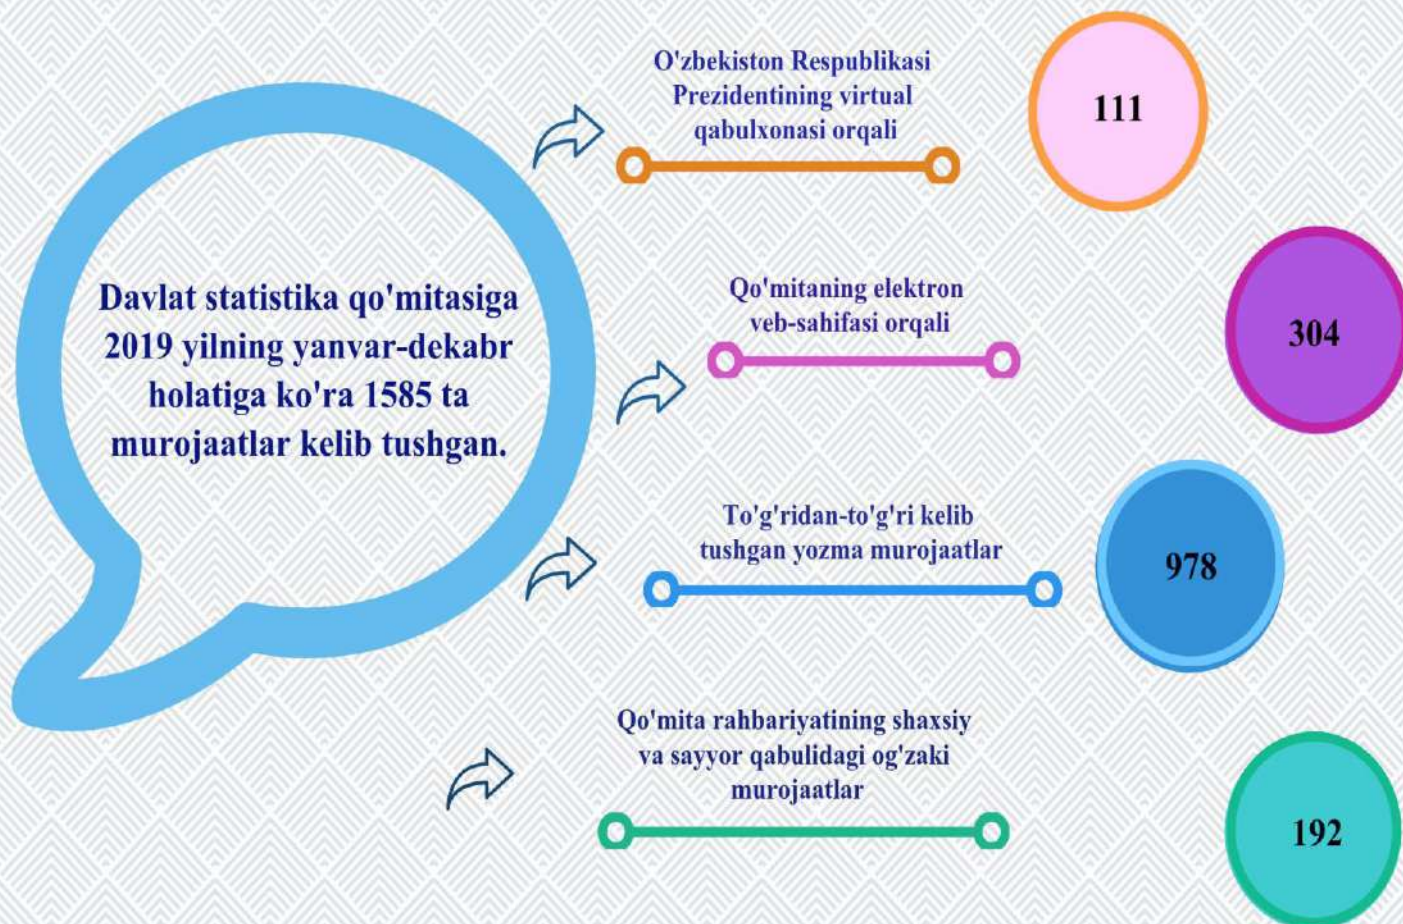 Davlat statistika qo'mitasiga
2019 yilning yanvar-dekabr
holatiga ko'ra 1585 ta
murojaatlar kelib tushgan.
O'zbekiston Respublikasi
Prezidentining virtual
qabulxonasi orqali
111
Qo'mitaning elektron
veb-sahifasi orqali
304
To'g'ridan-to'g'ri kelib
tushgan yozma murojaatlar
978
Qo'mita rahbariyatining shaxsiy
va sayyor qabulidagi og'zaki
murojaatlar
192